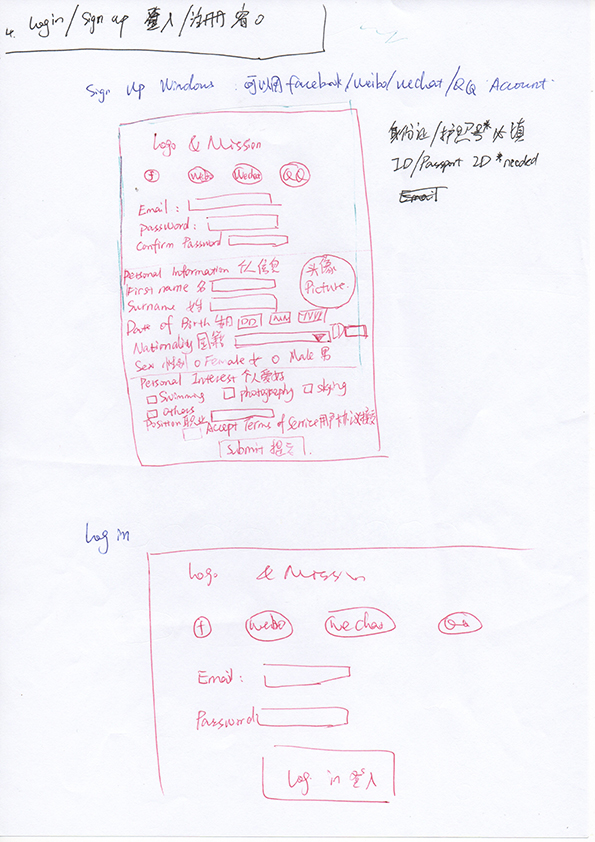 4. Login/Sign up 登入/注册 窗口
Sign Up Windows 可以用 facebook/weibo/wechat/QQ Account.
身份证/护照号*必填
ID/Passport ID *needed
Email
Logo & Mission
f Weibo Wechat QQ
Email:
Password:
Confirm Password
Personal Information 个人信息
头像
Picture.
First name 名
Surname 姓
Date of Birth 生日 DD MM YYYY
Nationality 国籍
Sex 性别 Female 女 Male 男
Personal Interest 个人爱好
Swimming photography skiing
others
Position 职业
Accept Terms of Service 用户协议
Submit 提交
Log in
Logo & Mission
f Weibo Wechat QQ
Email:
Password:
Log in 登入